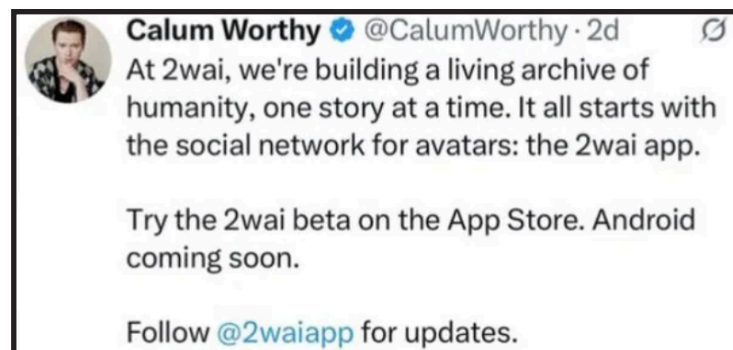 Calum Worthy @CalumWorthy · 2d
At 2wai, we're building a living archive of
humanity, one story at a time. It all starts with
the social network for avatars: the 2wai app.
Try the 2wai beta on the App Store. Android
coming soon.
Follow @2waiapp for updates.